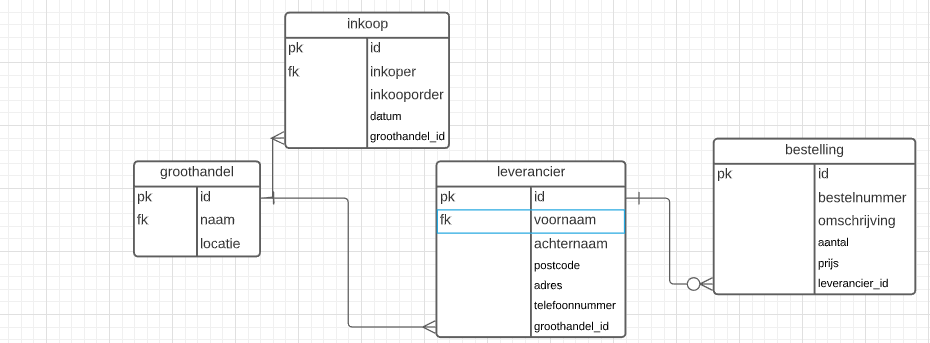 inkoop
pk id
fk inkoper
inkooporder
datum
groothandel_id
groothandel
pk id
fk naam
locatie
leverancier
pk id
fk voornaam
achternaam
postcode
adres
telefoonnummer
groothandel_id
bestelling
pk id
bestelnummer
omschrijving
aantal
prijs
leverancier_id